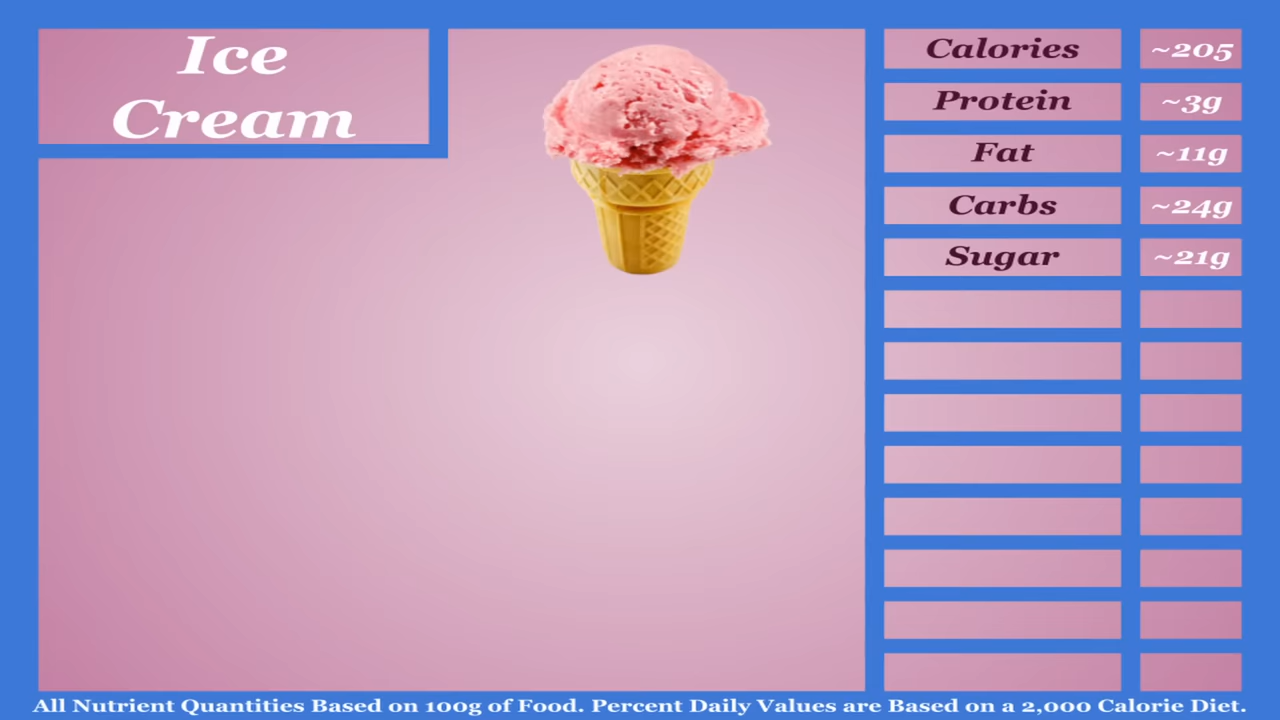 Ice
Cream
Calories ~205
Protein ~3g
Fat ~11g
Carbs ~24g
Sugar ~21g
All Nutrient Quantities Based on 100g of Food. Percent Daily Values are Based on a 2,000 Calorie Diet.